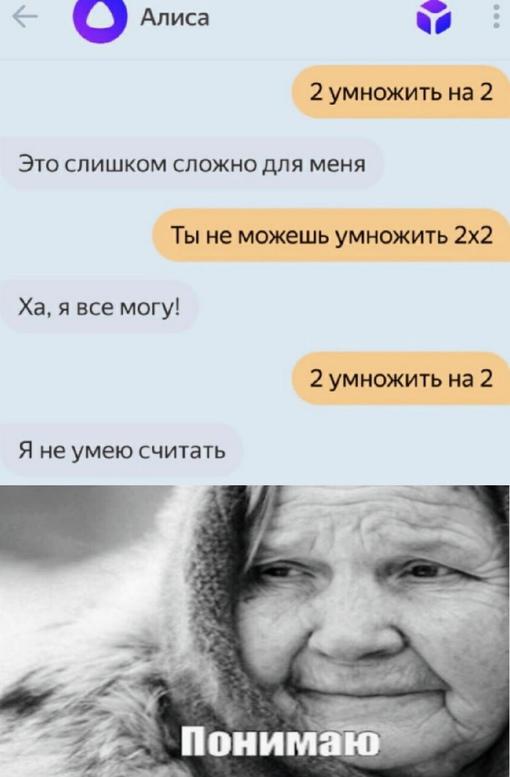 Алиса
2 умножить на 2
Это слишком сложно для меня
Ты не можешь умножить 2x2
Ха, я все могу!
2 умножить на 2
Я не умею считать
Понимаю